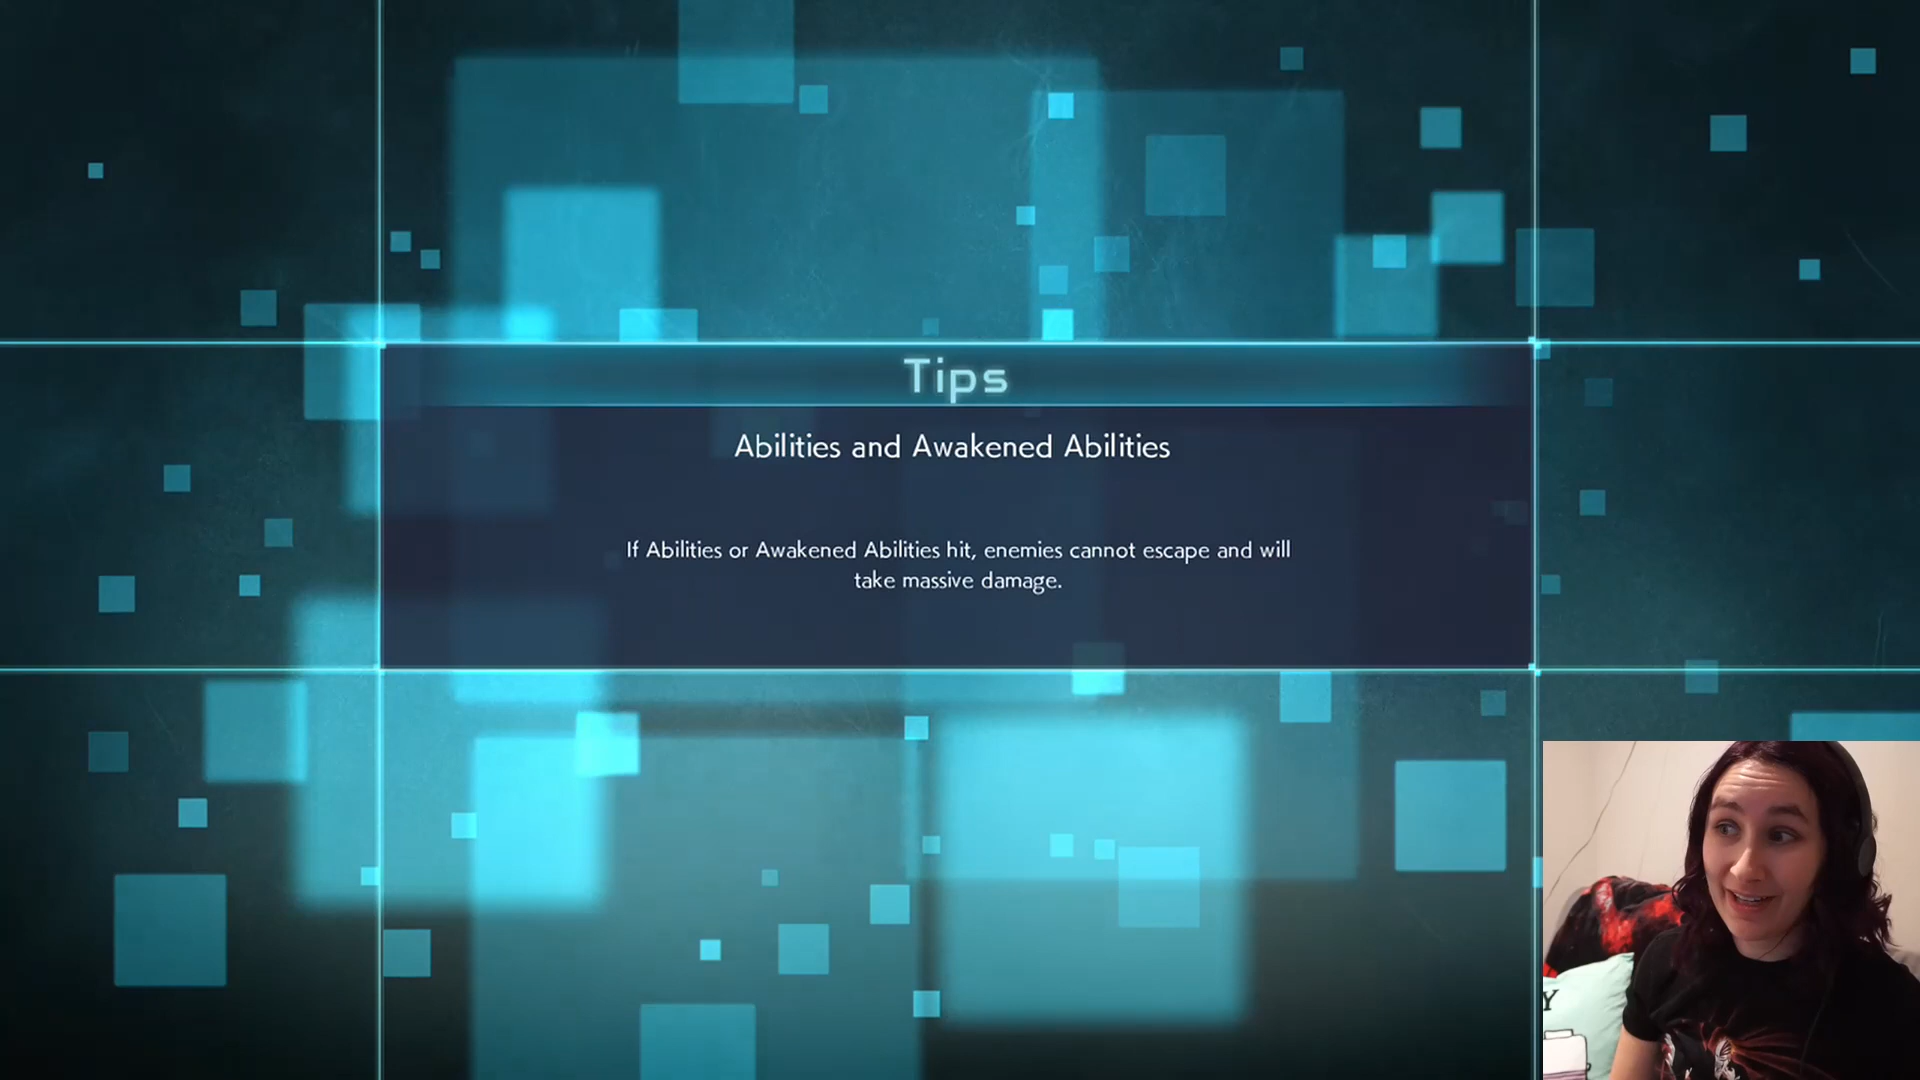 Tips
Abilities and Awakened Abilities
If Abilities or Awakened Abilities hit, enemies cannot escape and will
take massive damage.
Y